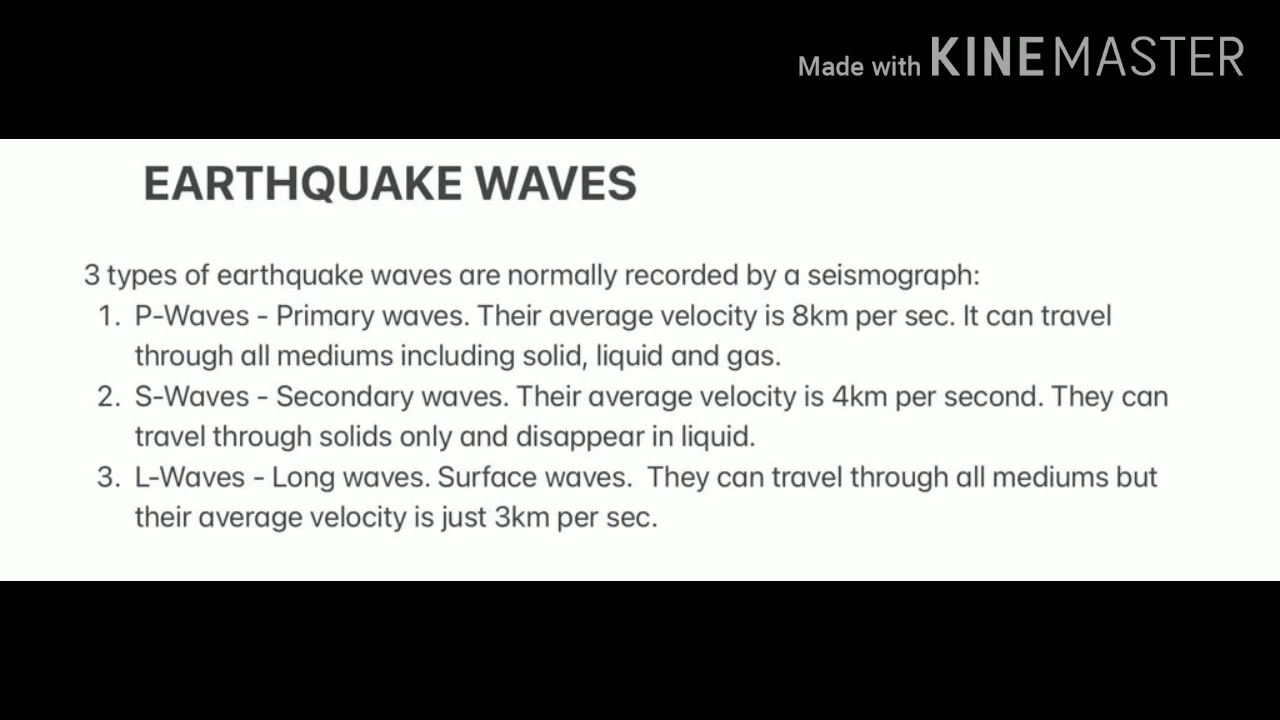 Made with KINEMASTER
EARTHQUAKE WAVES
3 types of earthquake waves are normally recorded by a seismograph:
1. P-Waves - Primary waves. Their average velocity is 8km per sec. It can travel
through all mediums including solid, liquid and gas.
2. S-Waves - Secondary waves. Their average velocity is 4km per second. They can
travel through solids only and disappear in liquid.
3. L-Waves - Long waves. Surface waves. They can travel through all mediums but
their average velocity is just 3km per sec.